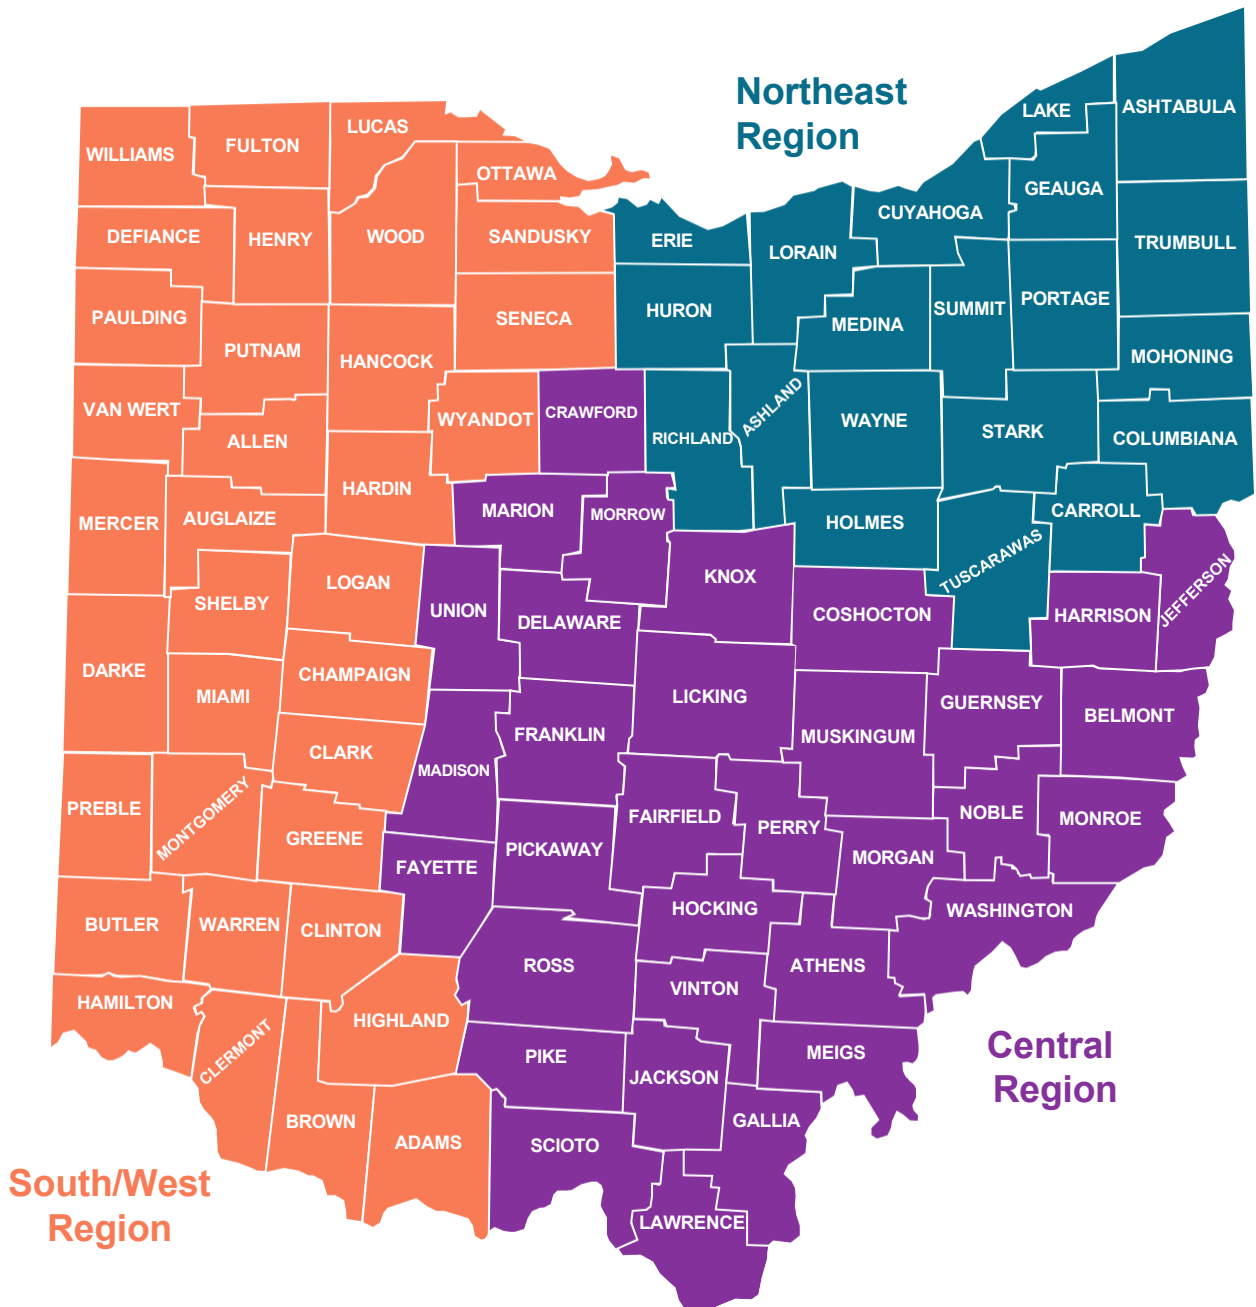 Northeast
Region
LAKE
ASHTABULA
LUCAS
FULTON
WILLIAMS
OTTAWA
GEAUGA
CUYAHOGA
DEFIANCE
HENRY
WOOD
SANDUSKY
ERIE
LORAIN
TRUMBULL
PAULDING
SENECA
HURON
MEDINA
SUMMIT
PORTAGE
PUTNAM
HANCOCK
MOHONING
VAN WERT
WYANDOT
CRAWFORD
ASHLAND
WAYNE
ALLEN
RICHLAND
STARK
COLUMBIANA
HARDIN
MERCER
AUGLAIZE
MARION
MORROW
HOLMES
CARROLL
TUSCARAWAS
LOGAN
KNOX
JEFFERSON
SHELBY
UNION
DELAWARE
COSHOCTON
HARRISON
DARKE
CHAMPAIGN
MIAMI
LICKING
GUERNSEY
BELMONT
CLARK
FRANKLIN
MUSKINGUM
MADISON
PREBLE
MONTGOMERY
GREENE
FAIRFIELD
PERRY
NOBLE
MONROE
PICKAWAY
FAYETTE
MORGAN
BUTLER
WARREN
CLINTON
HOCKING
WASHINGTON
ROSS
ATHENS
HAMILTON
VINTON
HIGHLAND
CLERMONT
PIKE
JACKSON
MEIGS
Central
Region
BROWN
ADAMS
SCIOTO
GALLIA
South/West
Region
LAWRENCE